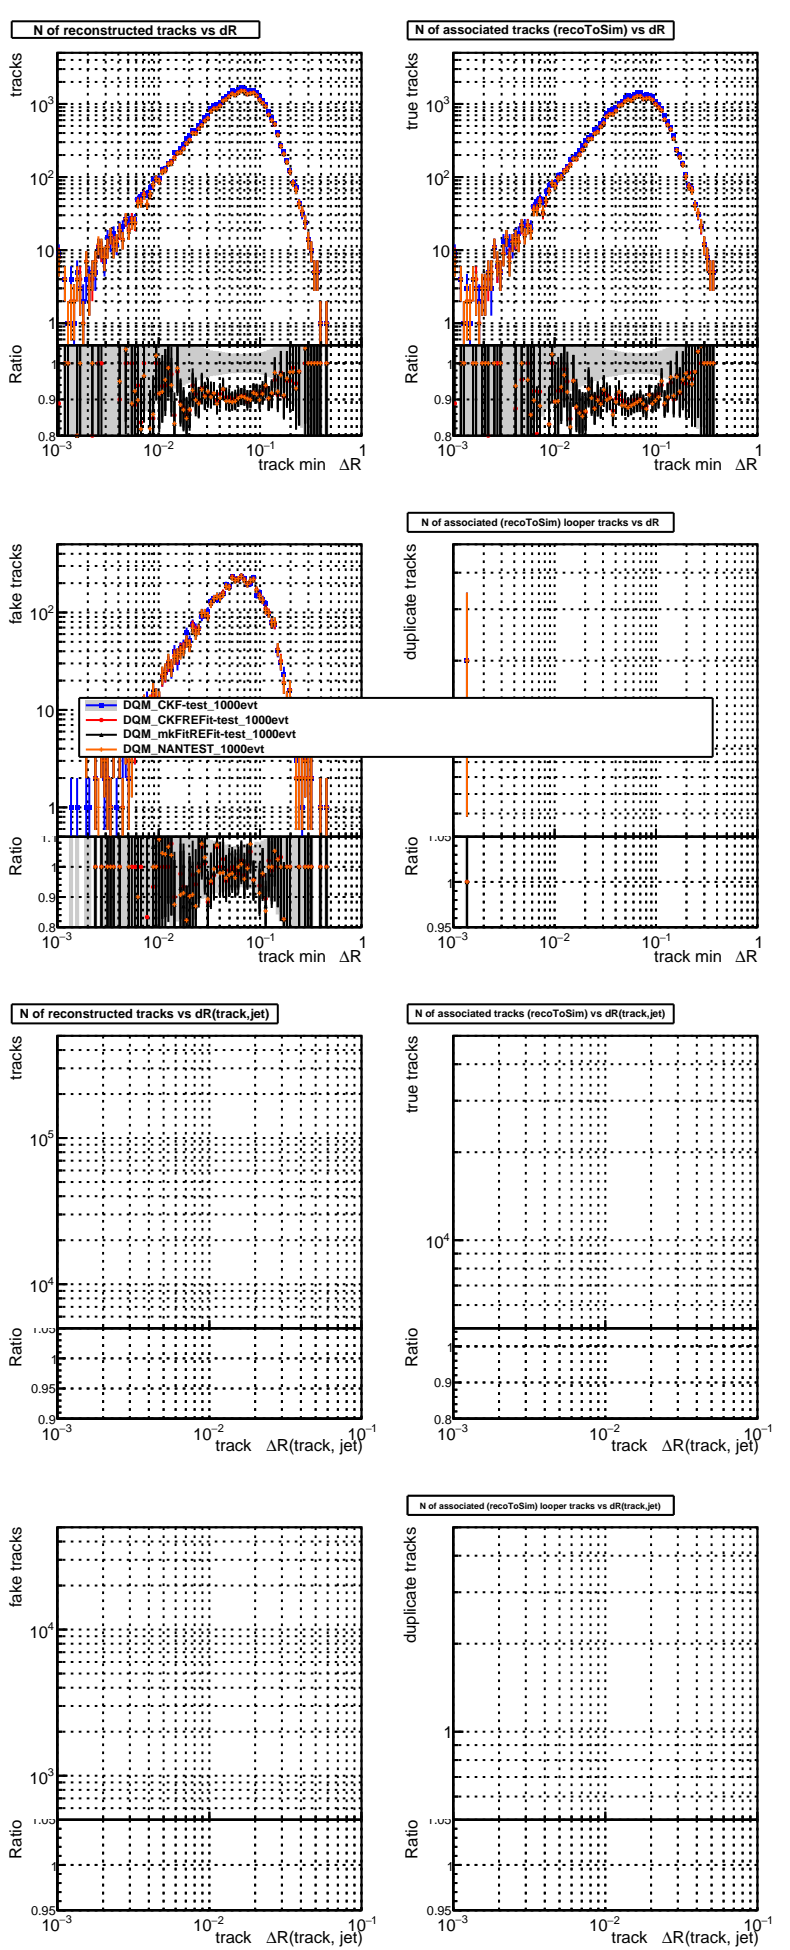 N of reconstructed tracks vs dR
tracks
10³
10²
10
1
Ratio
1
0.9
0.8
10⁻³ 10⁻² 10⁻¹ 1
track min ΔR
N of associated tracks (recoToSim) vs dR
true tracks
10³
10²
10
1
Ratio
1
0.9
0.8
10⁻³ 10⁻² 10⁻¹ 1
track min ΔR
fake tracks
10²
10
1
Ratio
1.1
1
0.9
0.8
10⁻³ 10⁻² 10⁻¹ 1
track min ΔR
N of associated (recoToSim) looper tracks vs dR
duplicate tracks
Ratio
1.05
1
0.95
10⁻³ 10⁻² 10⁻¹ 1
track min ΔR
DQM_CKF-test_1000evt
DQM_CKFREFit-test_1000evt
DQM_mkFitREFit-test_1000evt
DQM_NANTEST_1000evt
N of reconstructed tracks vs dR(track,jet)
tracks
10⁵
10⁴
Ratio
1.05
1
0.95
0.9
10⁻³ 10⁻² 10⁻¹
track ΔR(track, jet)
N of associated tracks (recoToSim) vs dR(track,jet)
true tracks
10⁴
Ratio
1
0.9
0.8
10⁻³ 10⁻² 10⁻¹
track ΔR(track, jet)
fake tracks
10⁴
10³
Ratio
1.05
1
0.95
10⁻³ 10⁻² 10⁻¹
track ΔR(track, jet)
N of associated (recoToSim) looper tracks vs dR(track,jet)
duplicate tracks
1
Ratio
1.05
1
0.95
10⁻³ 10⁻² 10⁻¹
track ΔR(track, jet)